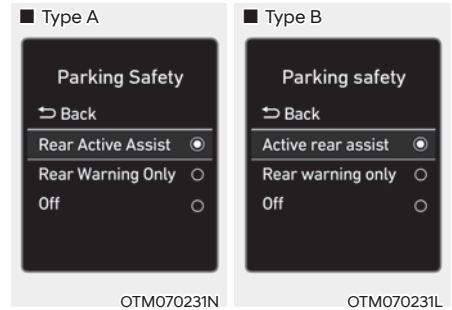 ■ Type A
Parking Safety
Back
Rear Active Assist
Rear Warning Only
Off
OTM070231N
■ Type B
Parking safety
Back
Active rear assist
Rear warning only
Off
OTM070231L